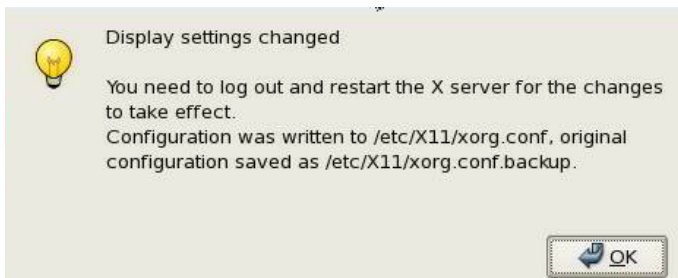 Display settings changed
You need to log out and restart the X server for the changes
to take effect.
Configuration was written to /etc/X11/xorg.conf, original
configuration saved as /etc/X11/xorg.conf.backup.
OK